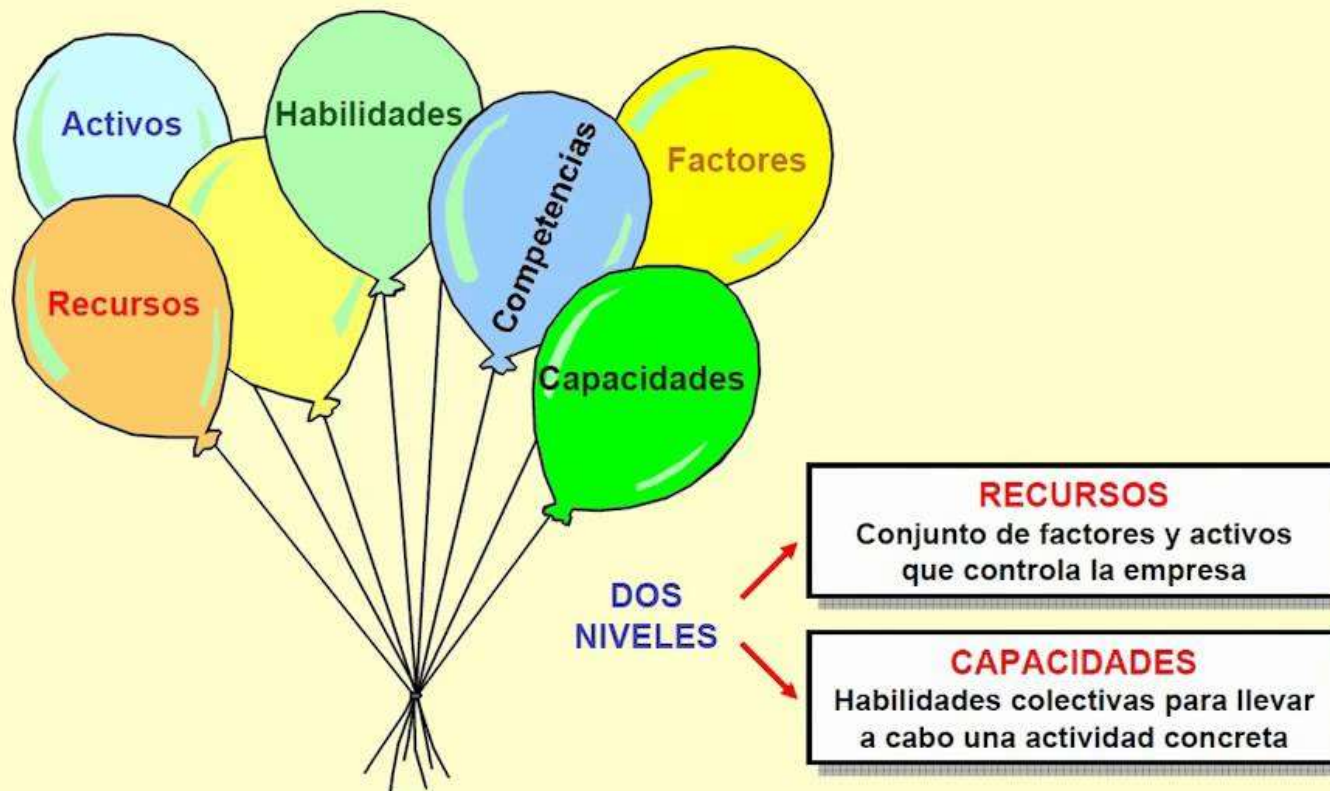 Activos
Habilidades
Competencias
Factores
Recursos
Capacidades
DOS
NIVELES
RECURSOS
Conjunto de factores y activos
que controla la empresa
CAPACIDADES
Habilidades colectivas para llevar
a cabo una actividad concreta